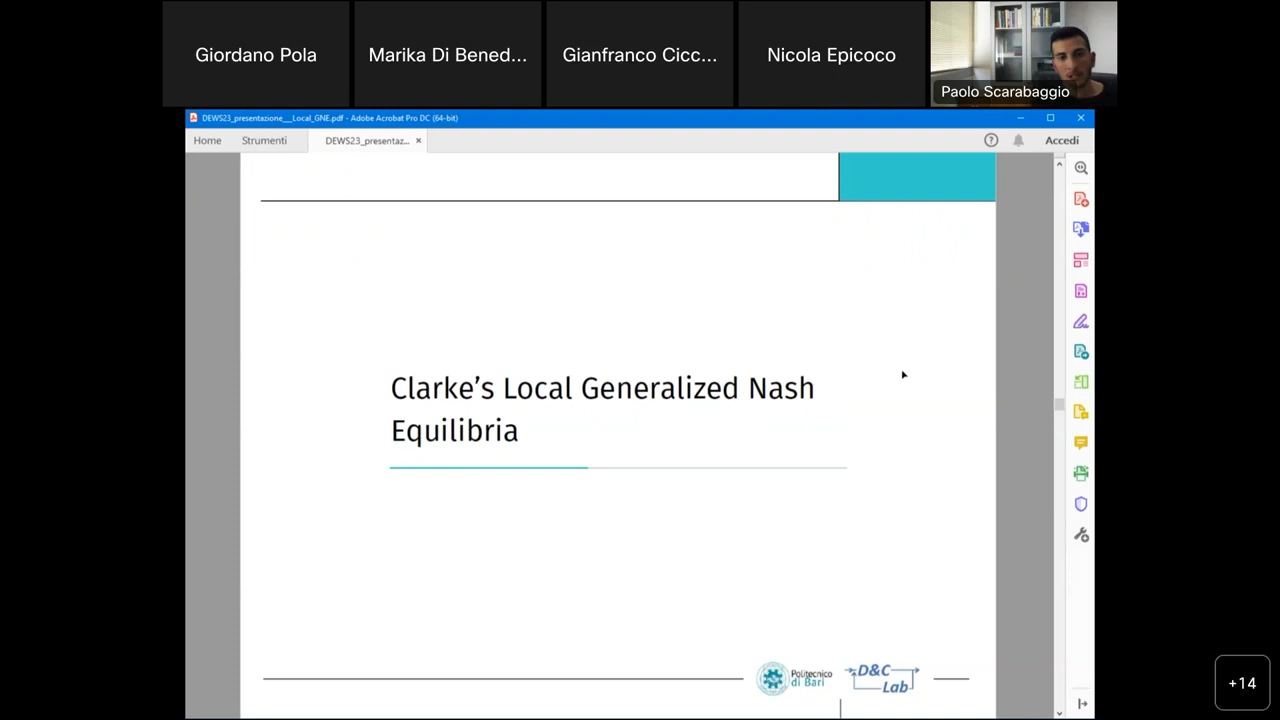 Giordano Pola
Marika Di Bened...
Gianfranco Cicc...
Nicola Epicoco
Paolo Scarabaggio
DEWS23_presentazione__Local_GNE.pdf - Adobe Acrobat Pro DC (64-bit)
Home
Strumenti
DEWS23_presentaz...
Accedi
Clarke's Local Generalized Nash
Equilibria
Politecnico
di Bari
D&C
Lab
+14